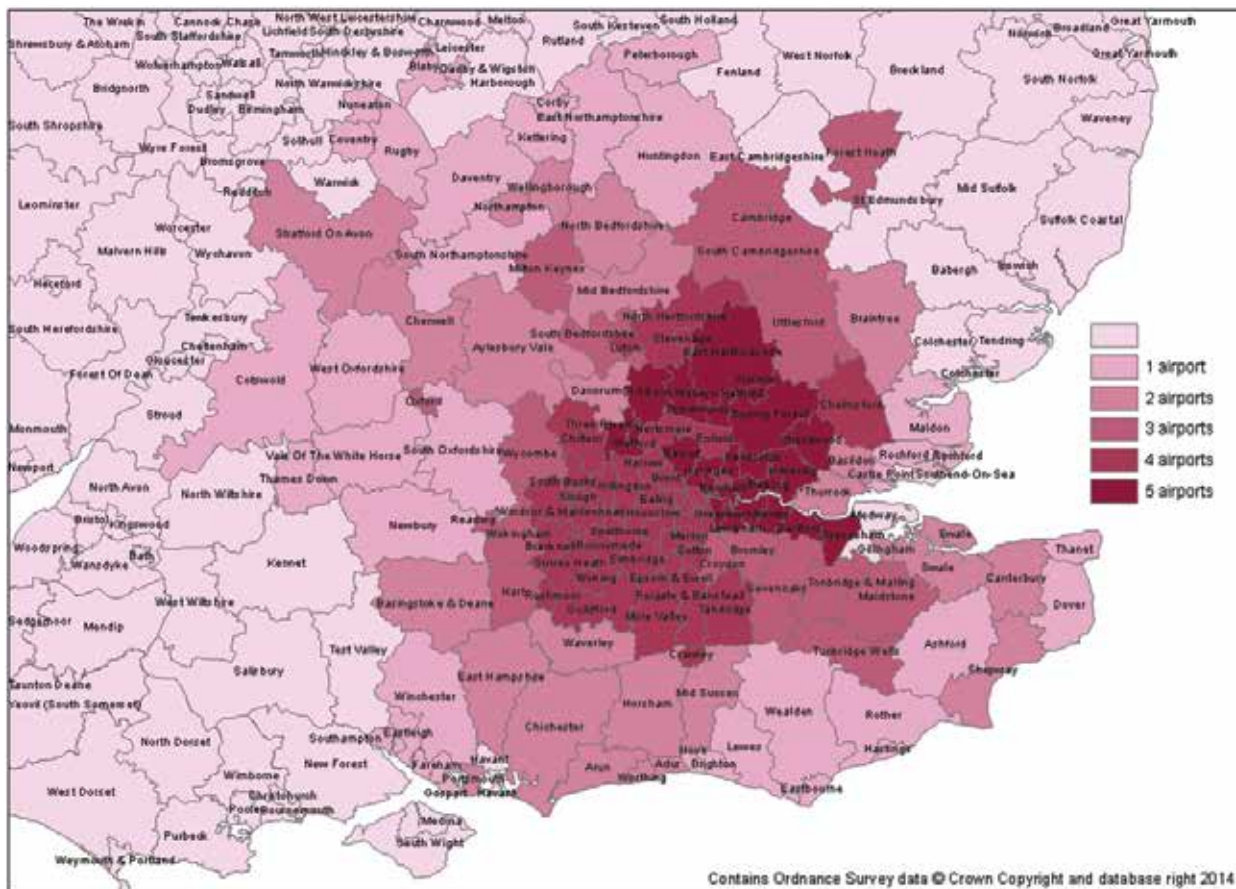 The Wrekin
Cannock Chase
North West Leicestershire
Charnwood
Melton
South Kesteven
South Holland
Broadland
Great Yarmouth
Shrewsbury & Atcham
South Staffordshire
Lichfield
South Derbyshire
Rutland
Peterborough
West Norfolk
Norwich
Great Yarmouth
Wolverhampton
Walsall
Tamworth
Hinckley & Bosworth
Leicester
Blaby
Oadby & Wigston
Harborough
Fenland
Breckland
South Norfolk
Bridgnorth
Sandwell
North Warwickshire
Dudley
Birmingham
Nuneaton
Corby
East Northamptonshire
Waveney
South Shropshire
Wyre Forest
Solihull
Coventry
Rugby
Kettering
Huntingdon
East Cambridgeshire
Forest Heath
Bromsgrove
Redditch
Warwick
Daventry
Wellingborough
St Edmundsbury
Mid Suffolk
Leominster
Worcester
Northampton
Cambridge
Suffolk Coastal
Stratford On Avon
North Bedfordshire
Malvern Hills
Wychavon
South Northamptonshire
South Cambridgeshire
Milton Keynes
Babergh
Ipswich
Hereford
Mid Bedfordshire
South Herefordshire
Tewkesbury
Cherwell
North Hertfordshire
Uttlesford
Braintree
Cheltenham
South Bedfordshire
Luton
Stevenage
Colchester
Tendring
Gloucester
Aylesbury Vale
East Hertfordshire
Forest Of Dean
Cotswold
West Oxfordshire
Dacorum
Harlow
Colchester
Stroud
Oxford
Epping Forest
Chelmsford
Maldon
Monmouth
Three Rivers
Watford
Hertsmere
Enfield
Brentwood
Newport
Vale Of The White Horse
South Oxfordshire
Wycombe
Chiltern
Harrow
Basildon
Rochford
Rochford
North Avon
North Wiltshire
Thames Down
South Bucks
Hillingdon
Brent
Castle Point
Southend-On-Sea
Slough
Ealing
Thurrock
Bristol
Kingswood
Newbury
Reading
Windsor & Maidenhead
Hounslow
Medway
Woodspring
Bath
Wokingham
Merton
Gravesham
Gillingham
Swale
Thanet
Wansdyke
Kennet
Bracknell
Runnymede
Sutton
Bromley
Croydon
Swale
Canterbury
Surrey Heath
Elmbridge
West Wiltshire
Basingstoke & Deane
Hart
Rushmoor
Woking
Epsom & Ewell
Sevenoaks
Tonbridge & Malling
Maidstone
Dover
Sedgemoor
Mendip
Guildford
Reigate & Banstead
Tandridge
Mole Valley
Test Valley
Waverley
Ashford
Salisbury
Crawley
Tunbridge Wells
Shepway
Taunton Deane
Yeovil (South Somerset)
Winchester
East Hampshire
Horsham
Mid Sussex
Wealden
Rother
North Dorset
Southampton
Eastleigh
Chichester
Lewes
Hastings
New Forest
Fareham
Havant
Arun
Worthing
Adur
Hove
Brighton
West Dorset
Wimborne
Christchurch
Portsmouth
Gosport
Havant
Eastbourne
Poole
Bournemouth
Purbeck
Medina
South Wight
Weymouth & Portland
1 airport
2 airports
3 airports
4 airports
5 airports
Contains Ordnance Survey data © Crown Copyright and database right 2014